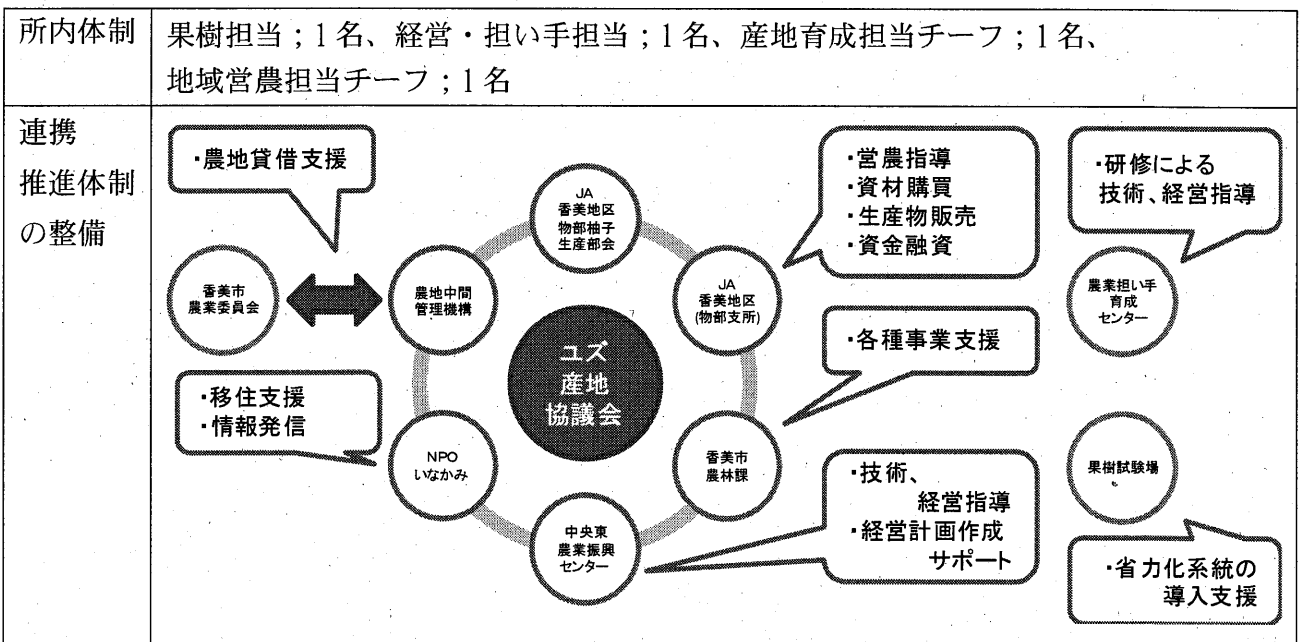 所内体制
果樹担当；1名、経営・担い手担当；1名、産地育成担当チーフ；1名、
地域営農担当チーフ；1名
連携
推進体制
の整備
・農地貸借支援
香美市
農業委員会
農地中間
管理機構
JA
香美地区
物部柚子
生産部会
JA
香美地区
(物部支所)
・営農指導
・資材購買
・生産物販売
・資金融資
・研修による
技術、経営指導
農業担い手
育成
センター
ユズ
産地
協議会
・各種事業支援
・移住支援
・情報発信
NPO
いなかみ
香美市
農林課
中央東
農業振興
センター
・技術、
経営指導
・経営計画作成
サポート
果樹試験場
・省力化系統の
導入支援